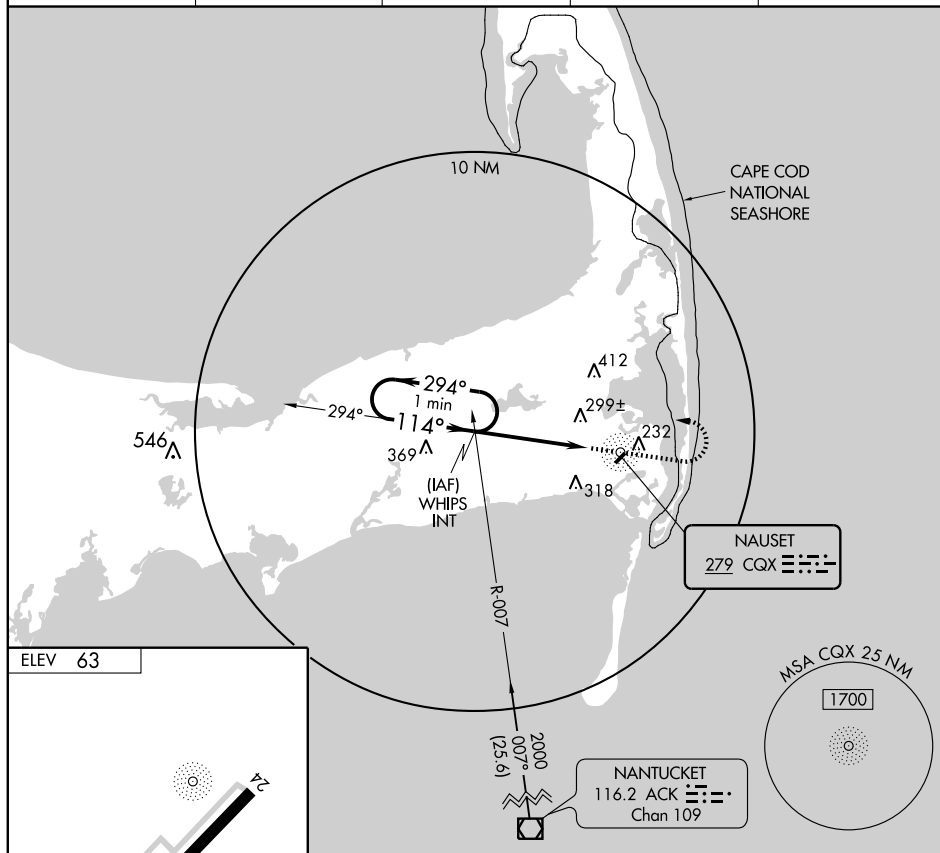 10 NM
CAPE COD
NATIONAL
SEASHORE
412
294°
1 min
294°
114°
299±
232
546
369
318
(IAF)
WHIPS
INT
NAUSET
279 CQX
R-007
ELEV 63
MSA CQX 25 NM
1700
2000
007°
(25.6)
NANTUCKET
116.2 ACK
Chan 109
24